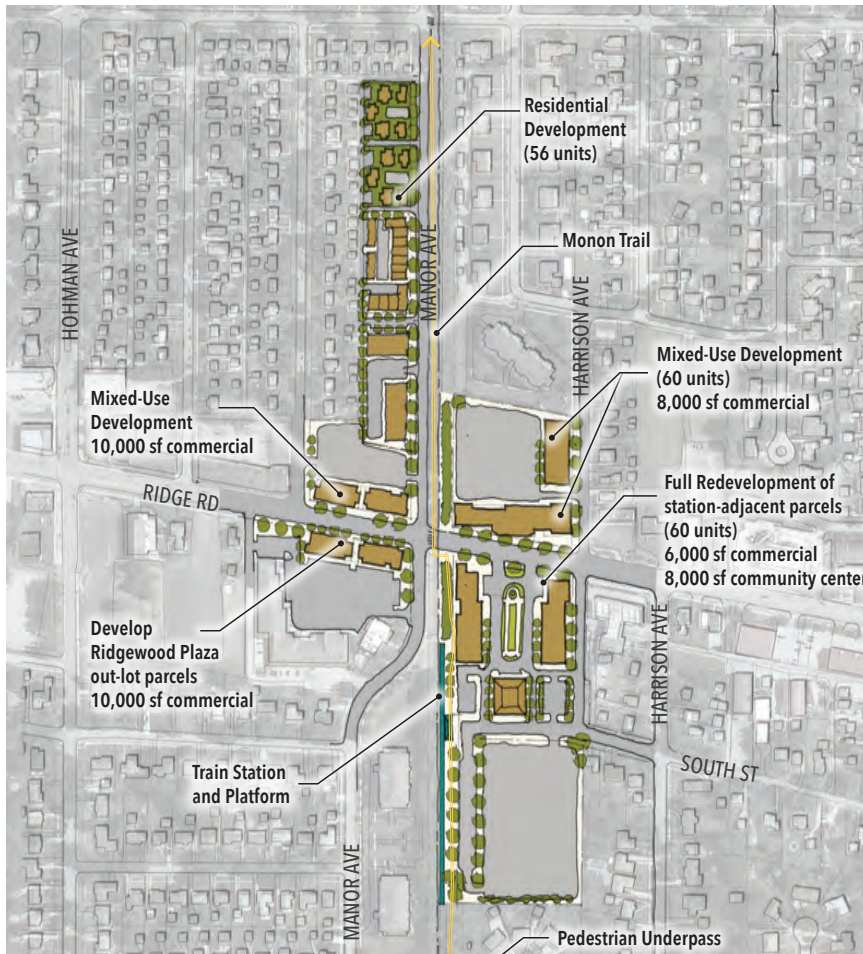 Residential
Development
(56 units)
Monon Trail
HOHMAN AVE
MANOR AVE
HARRISON AVE
Mixed-Use Development
(60 units)
8,000 sf commercial
Mixed-Use
Development
10,000 sf commercial
RIDGE RD
Full Redevelopment of
station-adjacent parcels
(60 units)
6,000 sf commercial
8,000 sf community center
Develop
Ridgewood Plaza
out-lot parcels
10,000 sf commercial
HARRISON AVE
SOUTH ST
Train Station
and Platform
MANOR AVE
Pedestrian Underpass